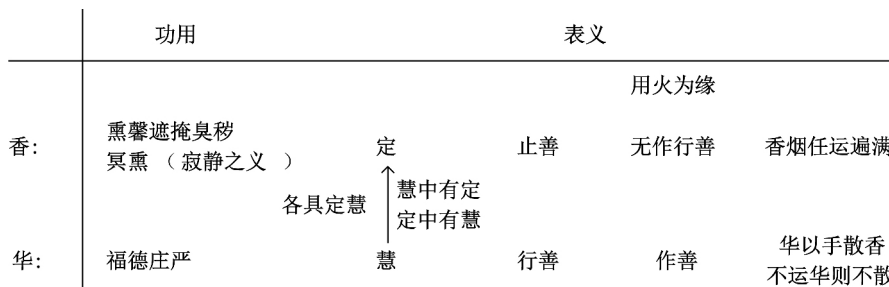 功用 表义
用火为缘
熏馨遮掩臭秽
香: 定 止善 无作行善 香烟任运遍满
冥熏 ( 寂静之义 )
慧中有定
各具定慧
定中有慧
华以手散香
华: 福德庄严 慧 行善 作善
不运华则不散